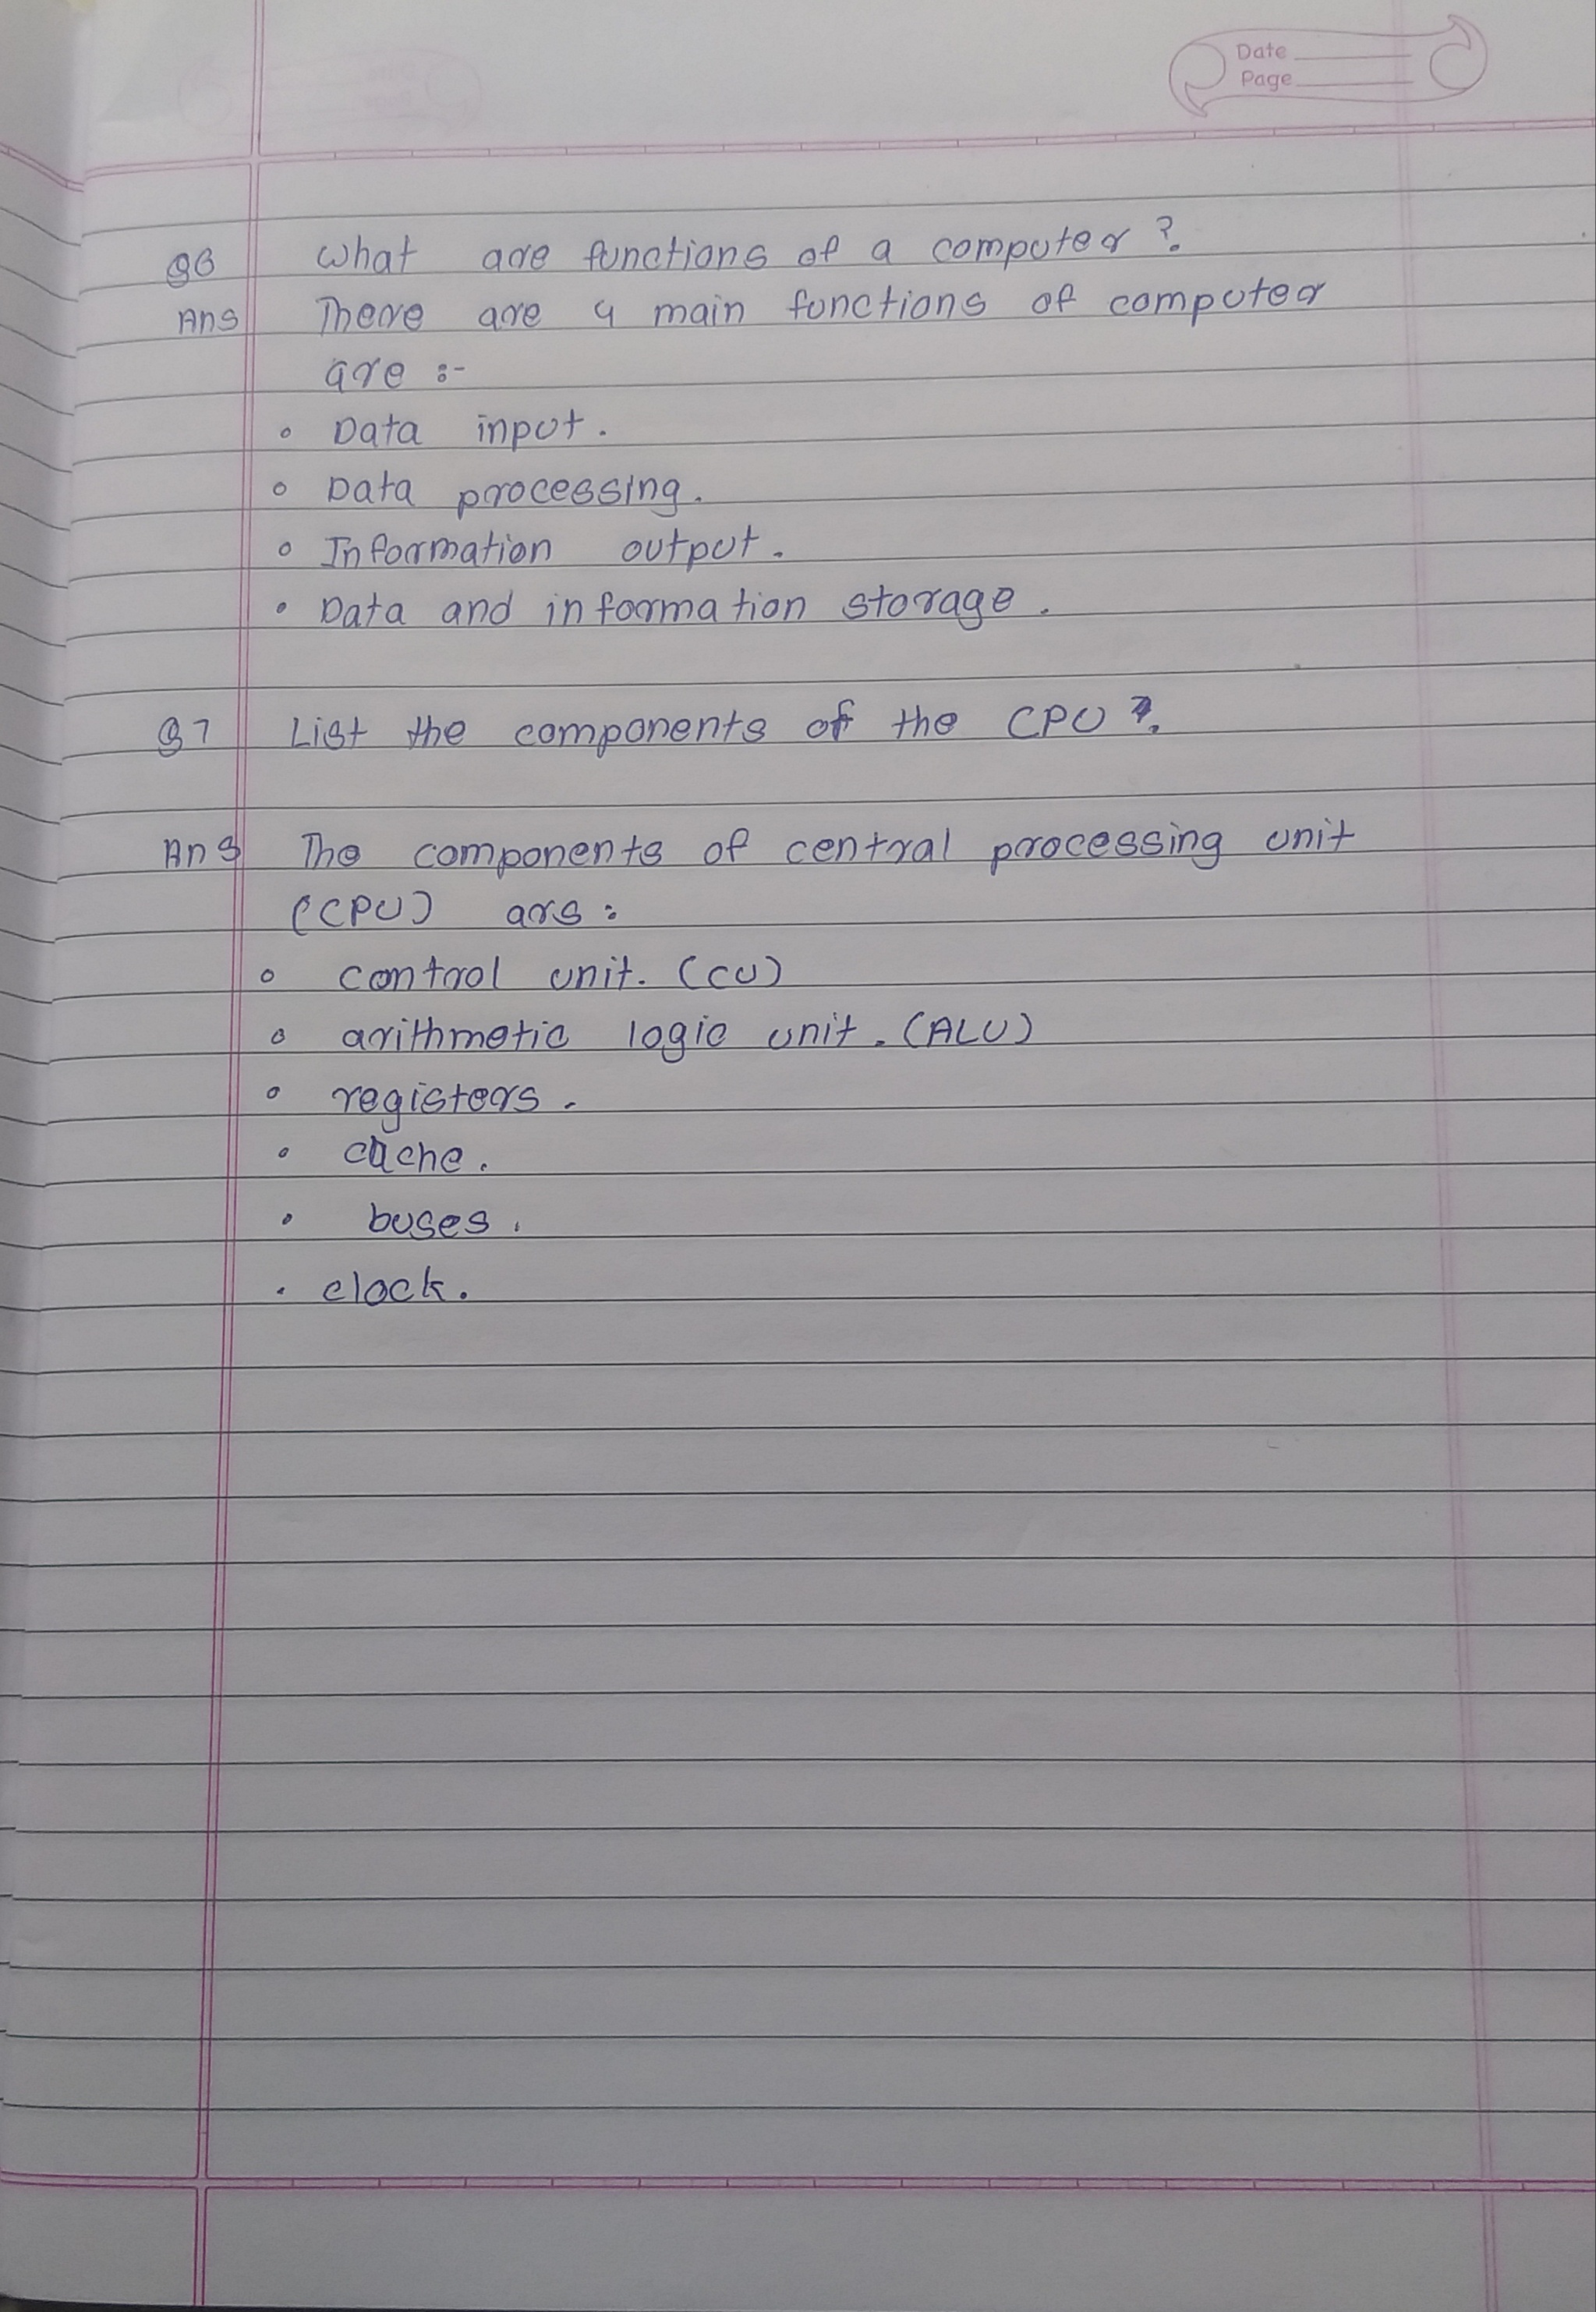 Date
Page
Q6 What are functions of a computer ?
Ans There are 4 main functions of computer
are :-
• Data input.
• Data processing.
• Information output.
• Data and information storage.
Q7 List the components of the CPU ?
Ans The components of central processing unit
(CPU) ars :
• control unit. (CU)
• arithmetic logic unit. (ALU)
• registers.
• cache.
• buses.
• clock.